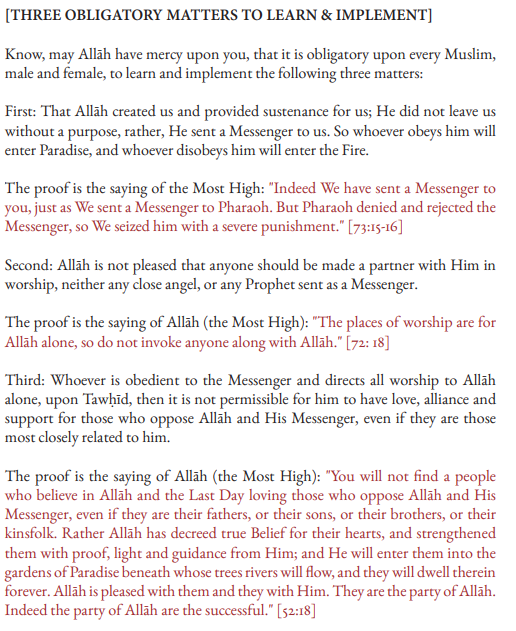 [THREE OBLIGATORY MATTERS TO LEARN & IMPLEMENT]
Know, may Allāh have mercy upon you, that it is obligatory upon every Muslim,
male and female, to learn and implement the following three matters:
First: That Allāh created us and provided sustenance for us; He did not leave us
without a purpose, rather, He sent a Messenger to us. So whoever obeys him will
enter Paradise, and whoever disobeys him will enter the Fire.
The proof is the saying of the Most High: "Indeed We have sent a Messenger to
you, just as We sent a Messenger to Pharaoh. But Pharaoh denied and rejected the
Messenger, so We seized him with a severe punishment." [73:15-16]
Second: Allāh is not pleased that anyone should be made a partner with Him in
worship, neither any close angel, or any Prophet sent as a Messenger.
The proof is the saying of Allāh (the Most High): "The places of worship are for
Allāh alone, so do not invoke anyone along with Allāh." [72: 18]
Third: Whoever is obedient to the Messenger and directs all worship to Allāh
alone, upon Tawḥīd, then it is not permissible for him to have love, alliance and
support for those who oppose Allāh and His Messenger, even if they are those
most closely related to him.
The proof is the saying of Allāh (the Most High): "You will not find a people
who believe in Allāh and the Last Day loving those who oppose Allāh and His
Messenger, even if they are their fathers, or their sons, or their brothers, or their
kinsfolk. Rather Allāh has decreed true Belief for their hearts, and strengthened
them with proof, light and guidance from Him; and He will enter them into the
gardens of Paradise beneath whose trees rivers will flow, and they will dwell therein
forever. Allāh is pleased with them and they with Him. They are the party of Allāh.
Indeed the party of Allāh are the successful." [52:18]